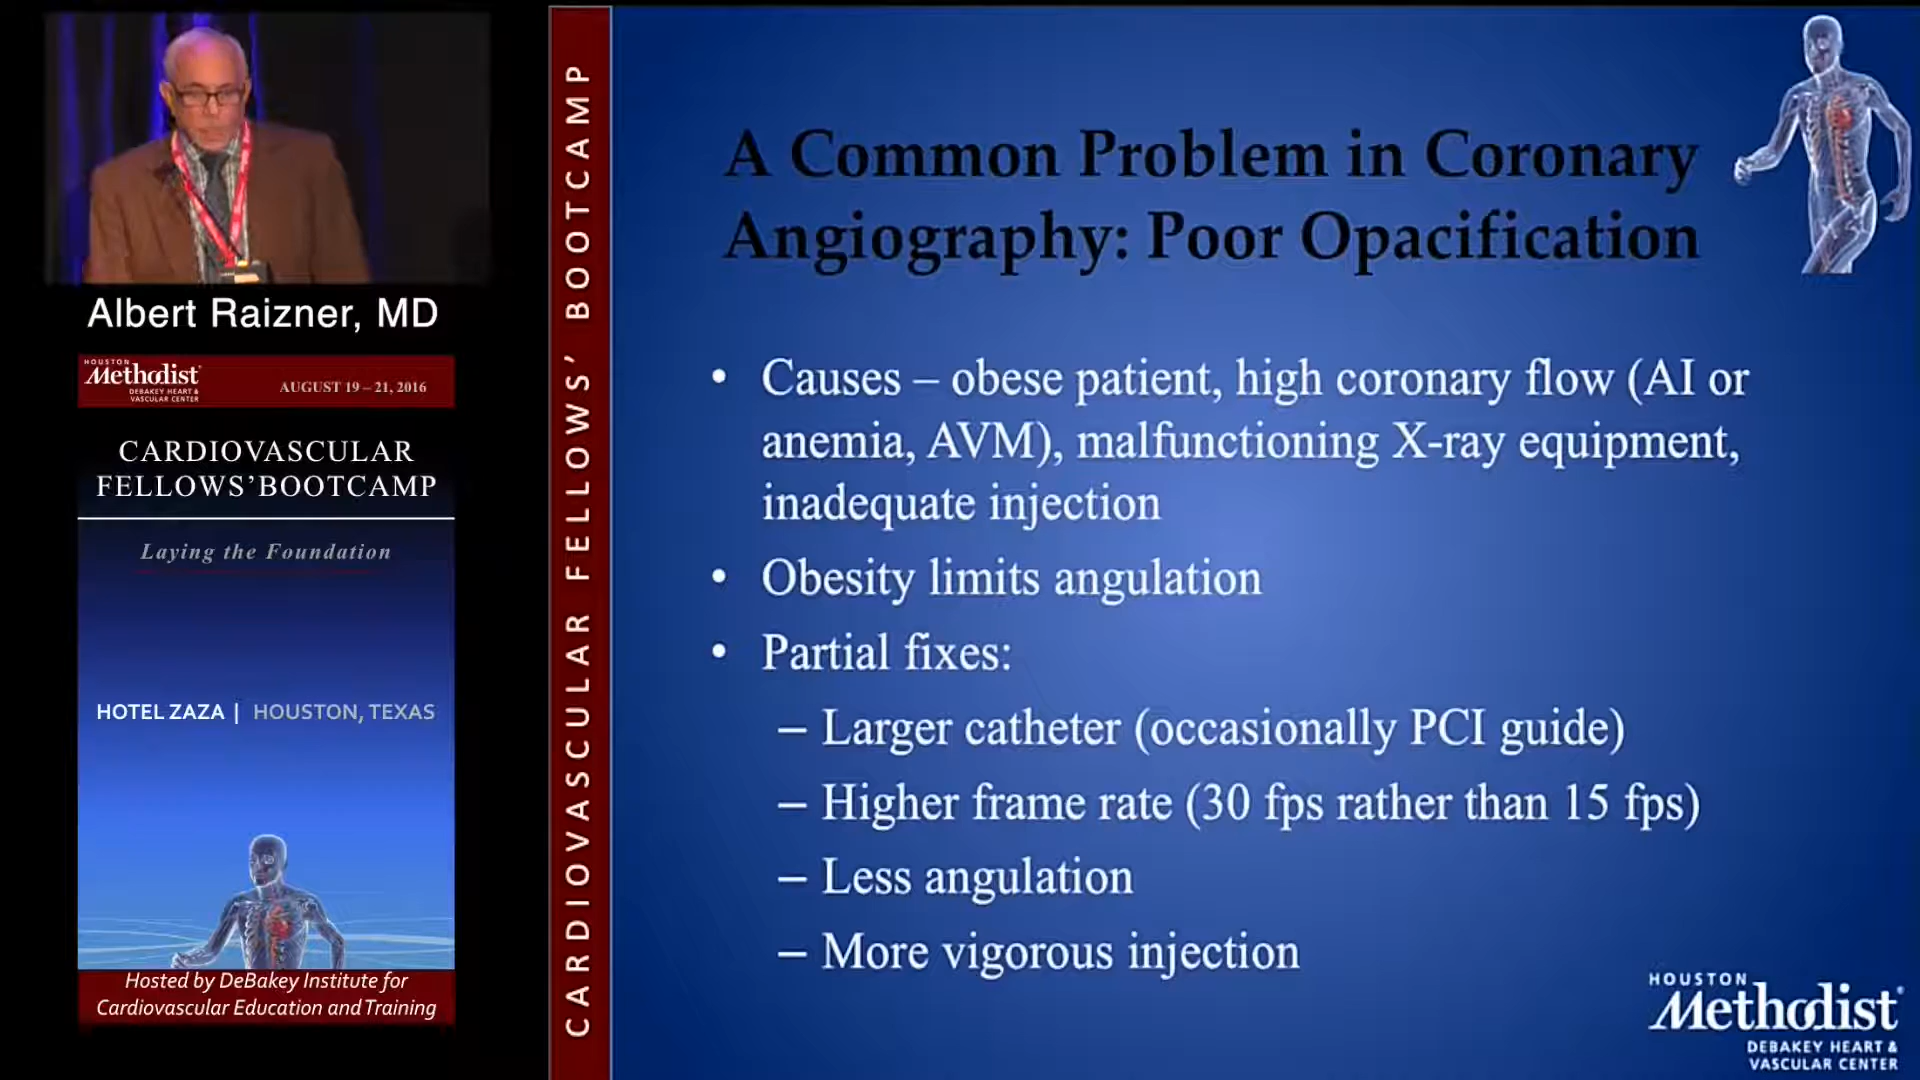 Albert Raizner, MD
HOUSTON
Methodist
DEBAKEY HEART &
VASCULAR CENTER
AUGUST 19 – 21, 2016
CARDIOVASCULAR
FELLOWS’BOOTCAMP
Laying the Foundation
HOTEL ZAZA | HOUSTON, TEXAS
Hosted by DeBakey Institute for
Cardiovascular Education and Training
CARDIOVASCULAR FELLOWS’ BOOTCAMP
A Common Problem in Coronary
Angiography: Poor Opacification
• Causes – obese patient, high coronary flow (AI or
anemia, AVM), malfunctioning X-ray equipment,
inadequate injection
• Obesity limits angulation
• Partial fixes:
– Larger catheter (occasionally PCI guide)
– Higher frame rate (30 fps rather than 15 fps)
– Less angulation
– More vigorous injection
HOUSTON
Methodist®
DEBAKEY HEART &
VASCULAR CENTER